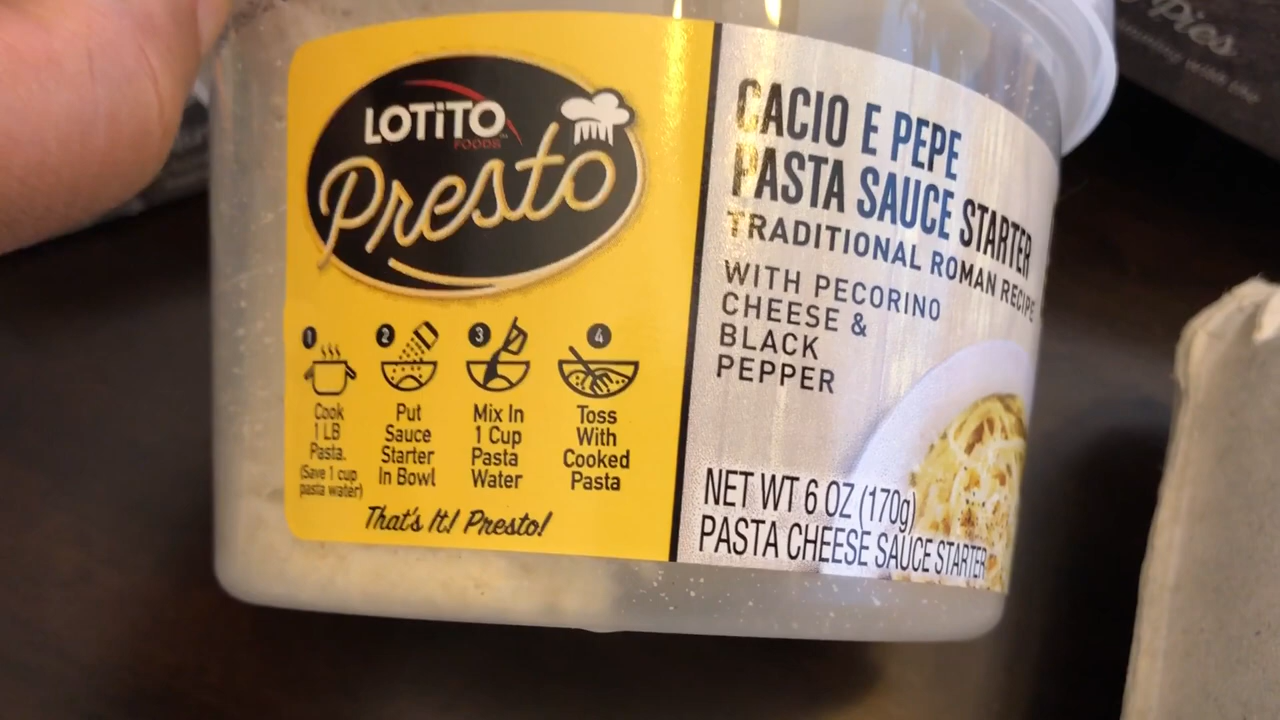 LOTiTO
FOODS
Presto
1
2
3
4
Cook
1 LB
Pasta.
(Save 1 cup
pasta water)
Put
Sauce
Starter
In Bowl
Mix In
1 Cup
Pasta
Water
Toss
With
Cooked
Pasta
That's It! Presto!
CACIO E PEPE
PASTA SAUCE STARTER
TRADITIONAL ROMAN RECIPE
WITH PECORINO
CHEESE &
BLACK
PEPPER
NET WT 6 OZ (170g)
PASTA CHEESE SAUCE STARTER
Pics